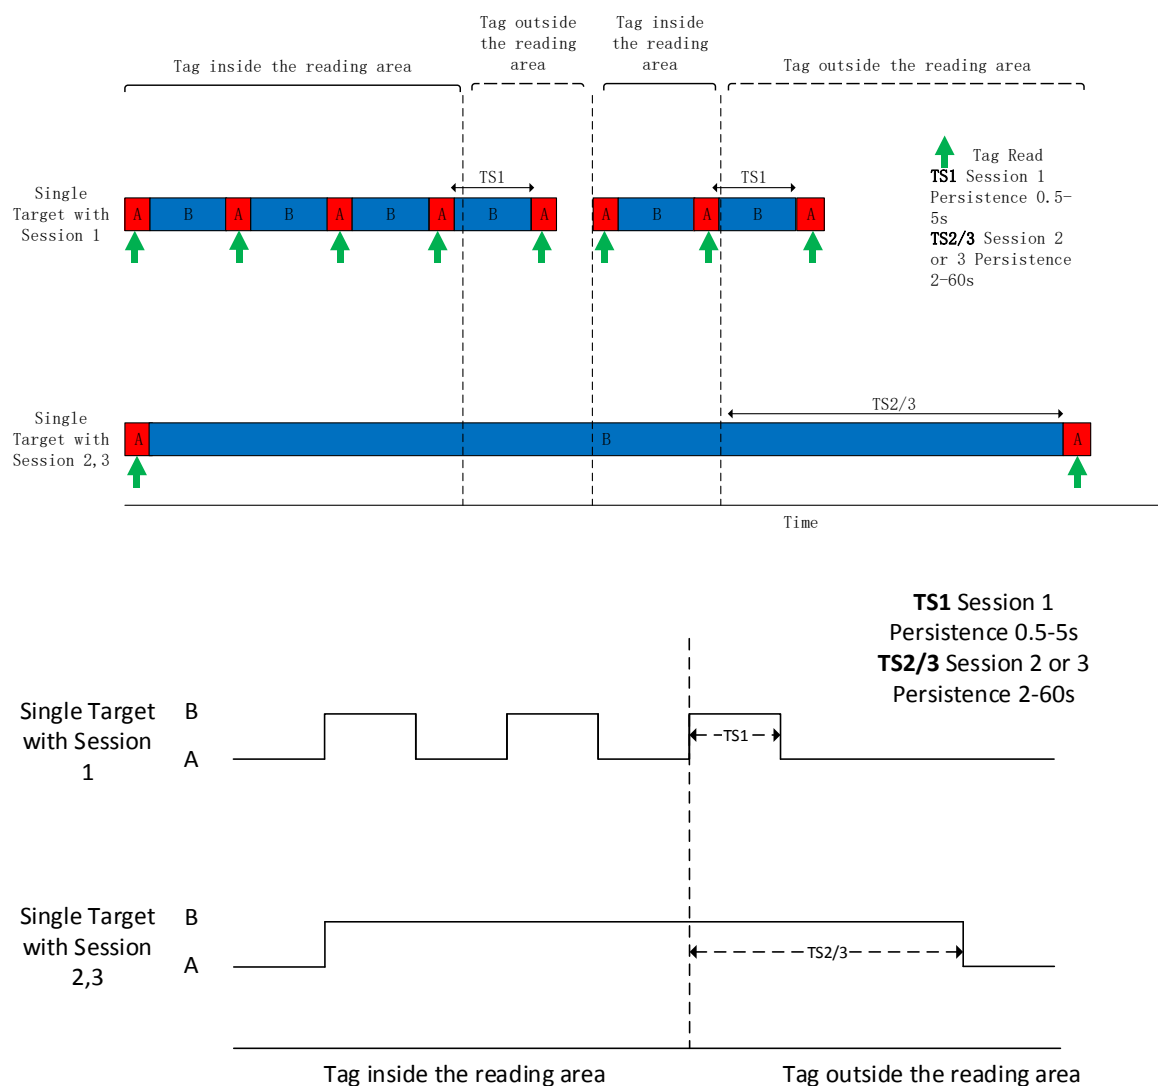 Tag outside
the reading
area
Tag inside
the reading
area
Tag inside the reading area
Tag outside the reading area
Tag Read
TS1 Session 1
Persistence 0.5-
5s
TS2/3 Session 2
or 3 Persistence
2-60s
Single
Target with
Session 1
TS1
TS1
A B A B A B A B A A B A B A
Single
Target with
Session 2,3
TS2/3
A B A
Time
TS1 Session 1
Persistence 0.5-5s
TS2/3 Session 2 or 3
Persistence 2-60s
Single Target
with Session
1
B
A
TS1
Single Target
with Session
2,3
B
A
TS2/3
Tag inside the reading area
Tag outside the reading area